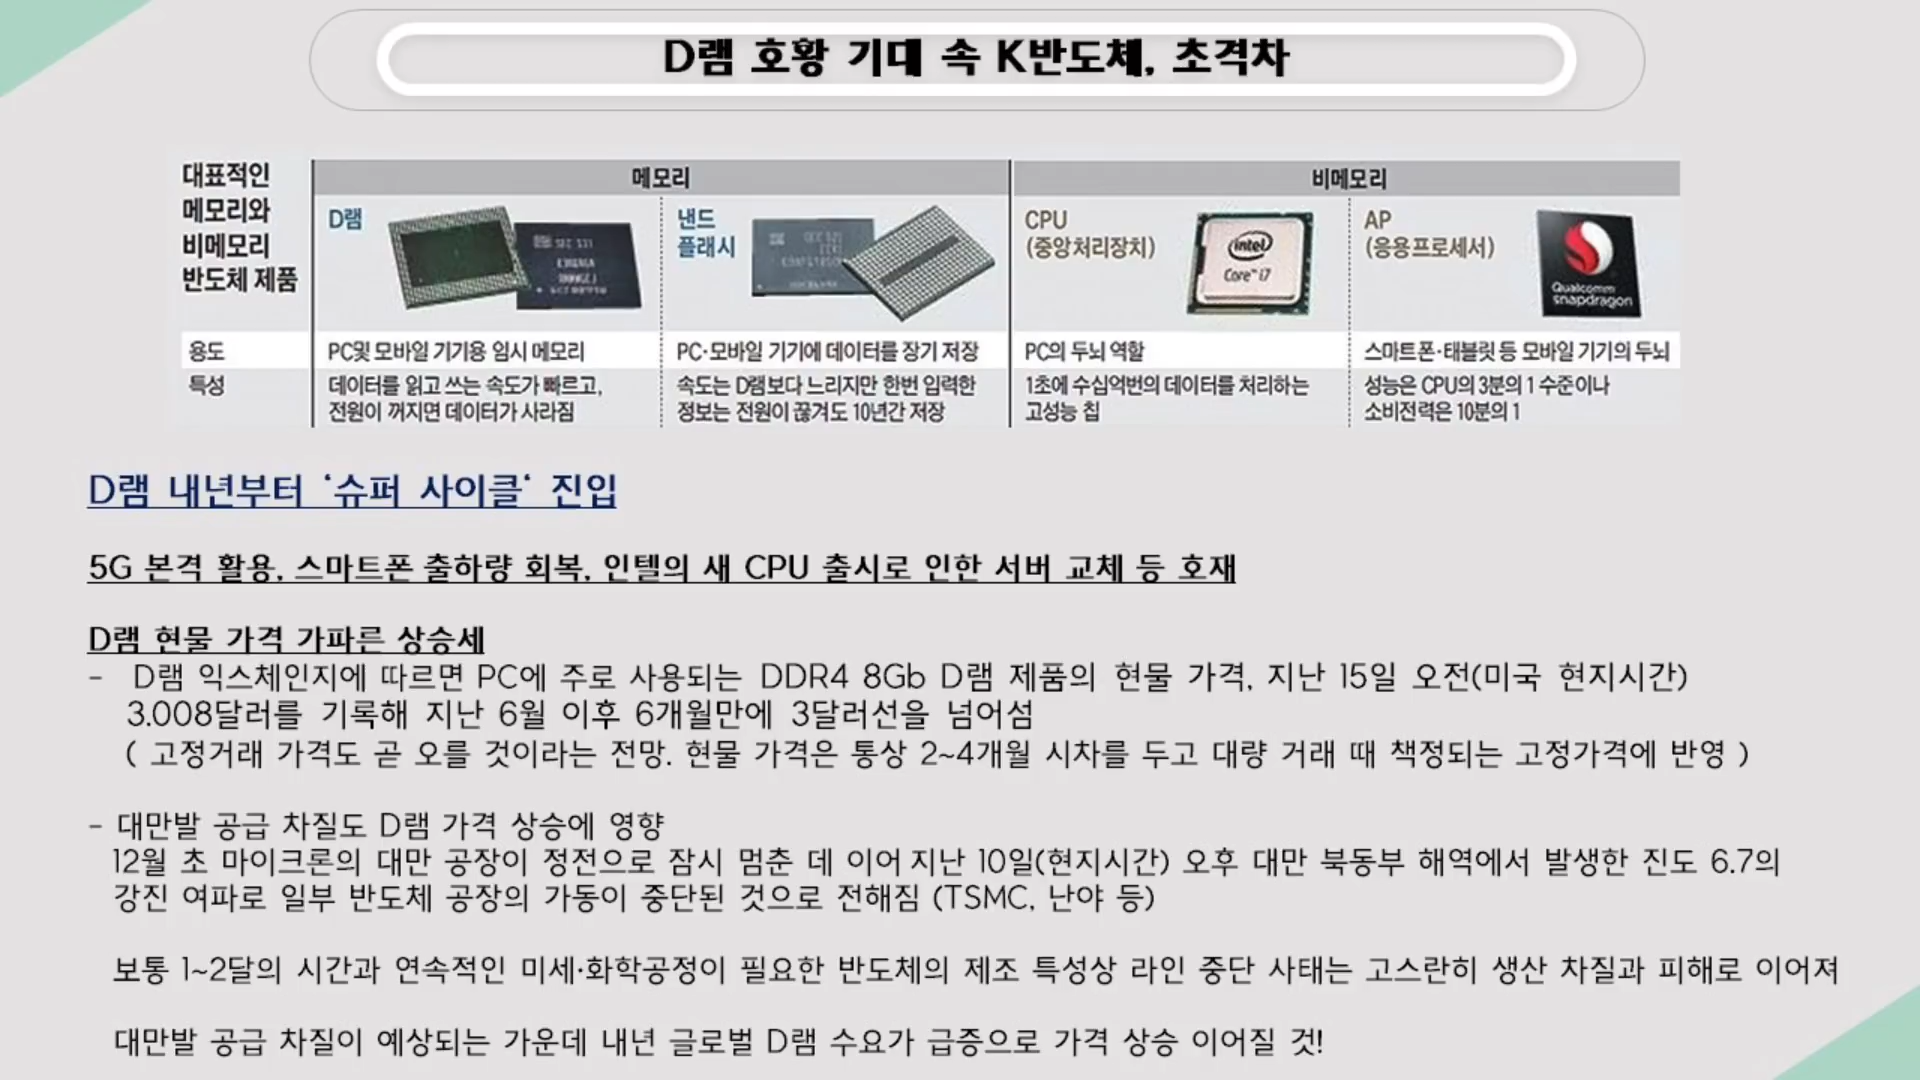 D램 호황 기대 속 K반도체, 초격차
대표적인
메모리와
비메모리
반도체 제품
메모리
비메모리
D램
낸드
플래시
CPU
(중앙처리장치)
intel
Core™ i7
AP
(응용프로세서)
Qualcomm
snapdragon
용도
PC및 모바일 기기용 임시 메모리
PC·모바일 기기에 데이터를 장기 저장
PC의 두뇌 역할
스마트폰·태블릿 등 모바일 기기의 두뇌
특성
데이터를 읽고 쓰는 속도가 빠르고,
전원이 꺼지면 데이터가 사라짐
속도는 D램보다 느리지만 한번 입력한
정보는 전원이 끊겨도 10년간 저장
1초에 수십억번의 데이터를 처리하는
고성능 칩
성능은 CPU의 3분의 1 수준이나
소비전력은 10분의 1
D램 내년부터 ‘슈퍼 사이클‘ 진입
5G 본격 활용, 스마트폰 출하량 회복, 인텔의 새 CPU 출시로 인한 서버 교체 등 호재
D램 현물 가격 가파른 상승세
- D램 익스체인지에 따르면 PC에 주로 사용되는 DDR4 8Gb D램 제품의 현물 가격, 지난 15일 오전(미국 현지시간)
3.008달러를 기록해 지난 6월 이후 6개월만에 3달러선을 넘어섬
( 고정거래 가격도 곧 오를 것이라는 전망. 현물 가격은 통상 2~4개월 시차를 두고 대량 거래 때 책정되는 고정가격에 반영 )
- 대만발 공급 차질도 D램 가격 상승에 영향
12월 초 마이크론의 대만 공장이 정전으로 잠시 멈춘 데 이어 지난 10일(현지시간) 오후 대만 북동부 해역에서 발생한 진도 6.7의
강진 여파로 일부 반도체 공장의 가동이 중단된 것으로 전해짐 (TSMC, 난야 등)
보통 1~2달의 시간과 연속적인 미세·화학공정이 필요한 반도체의 제조 특성상 라인 중단 사태는 고스란히 생산 차질과 피해로 이어져
대만발 공급 차질이 예상되는 가운데 내년 글로벌 D램 수요가 급증으로 가격 상승 이어질 것!